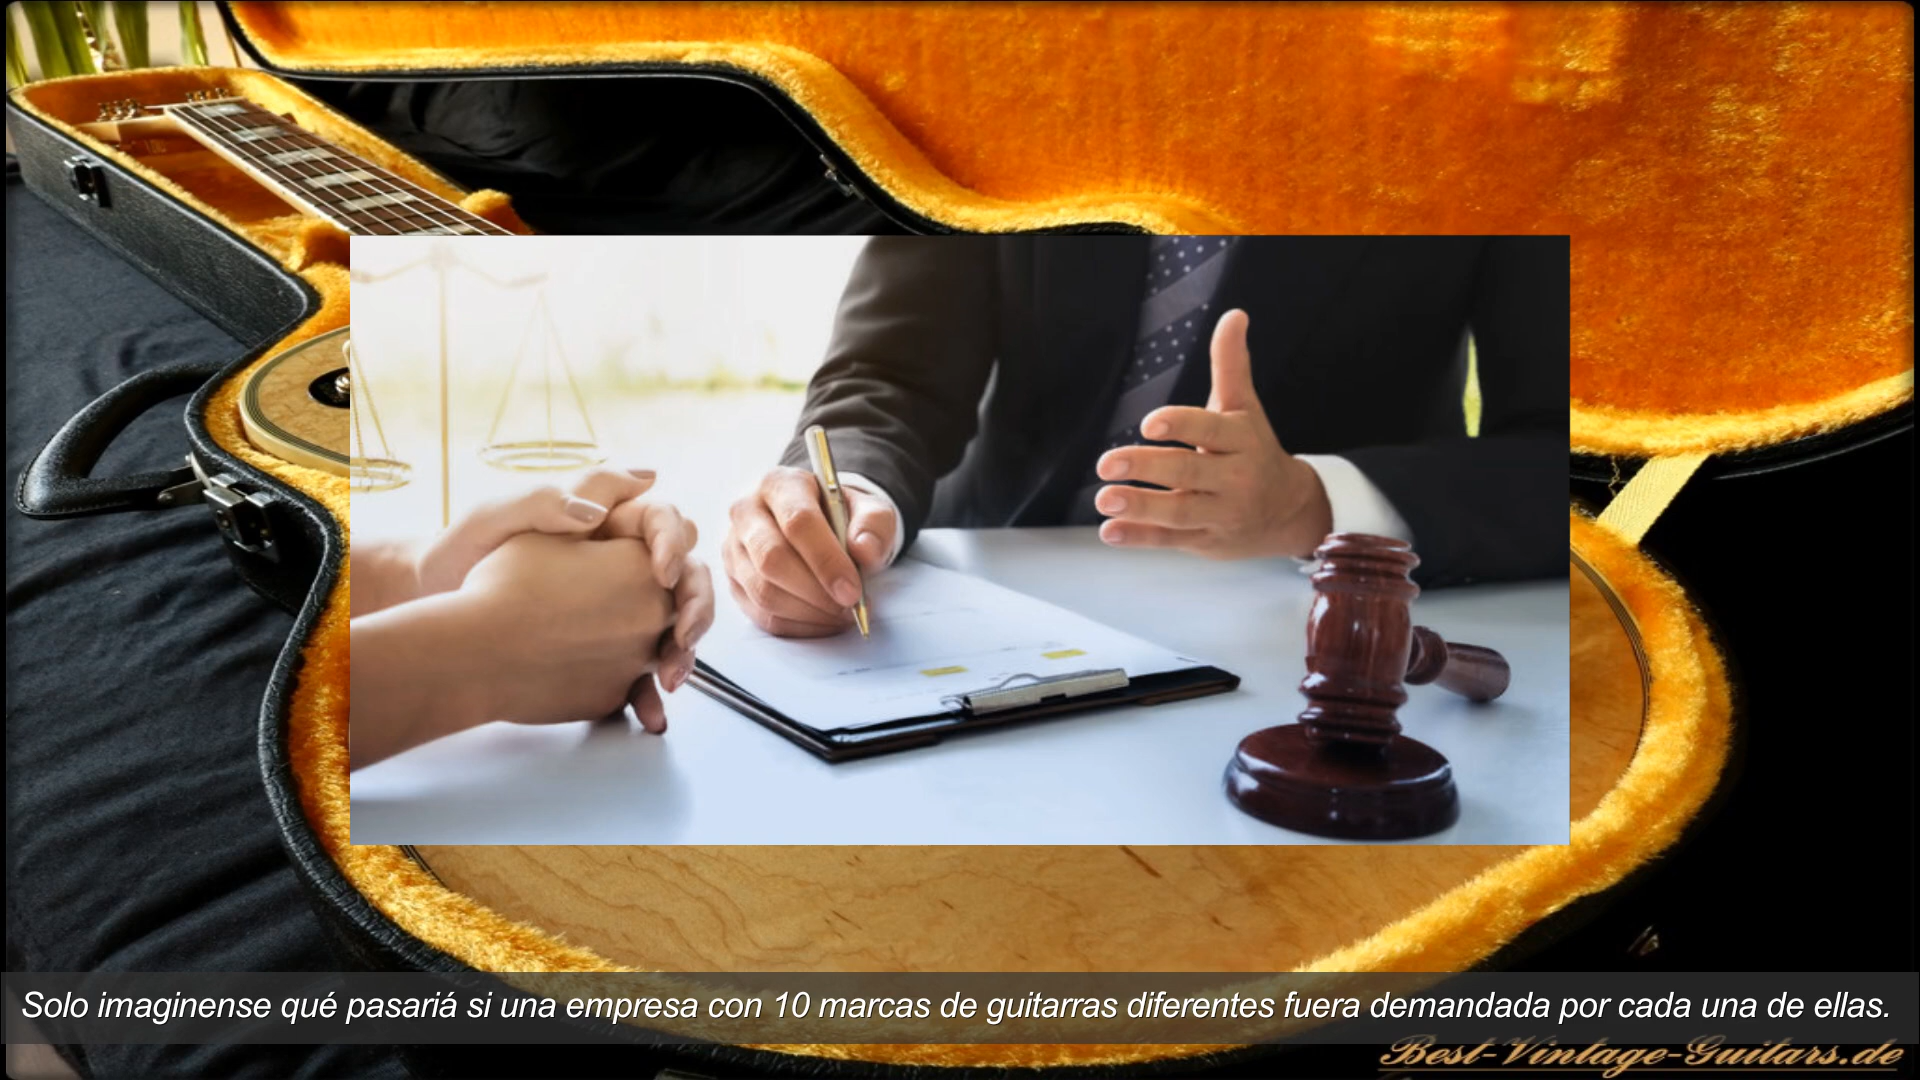 Solo imaginense qué pasariá si una empresa con 10 marcas de guitarras diferentes fuera demandada por cada una de ellas.
Best-Vintage-Guitars.de